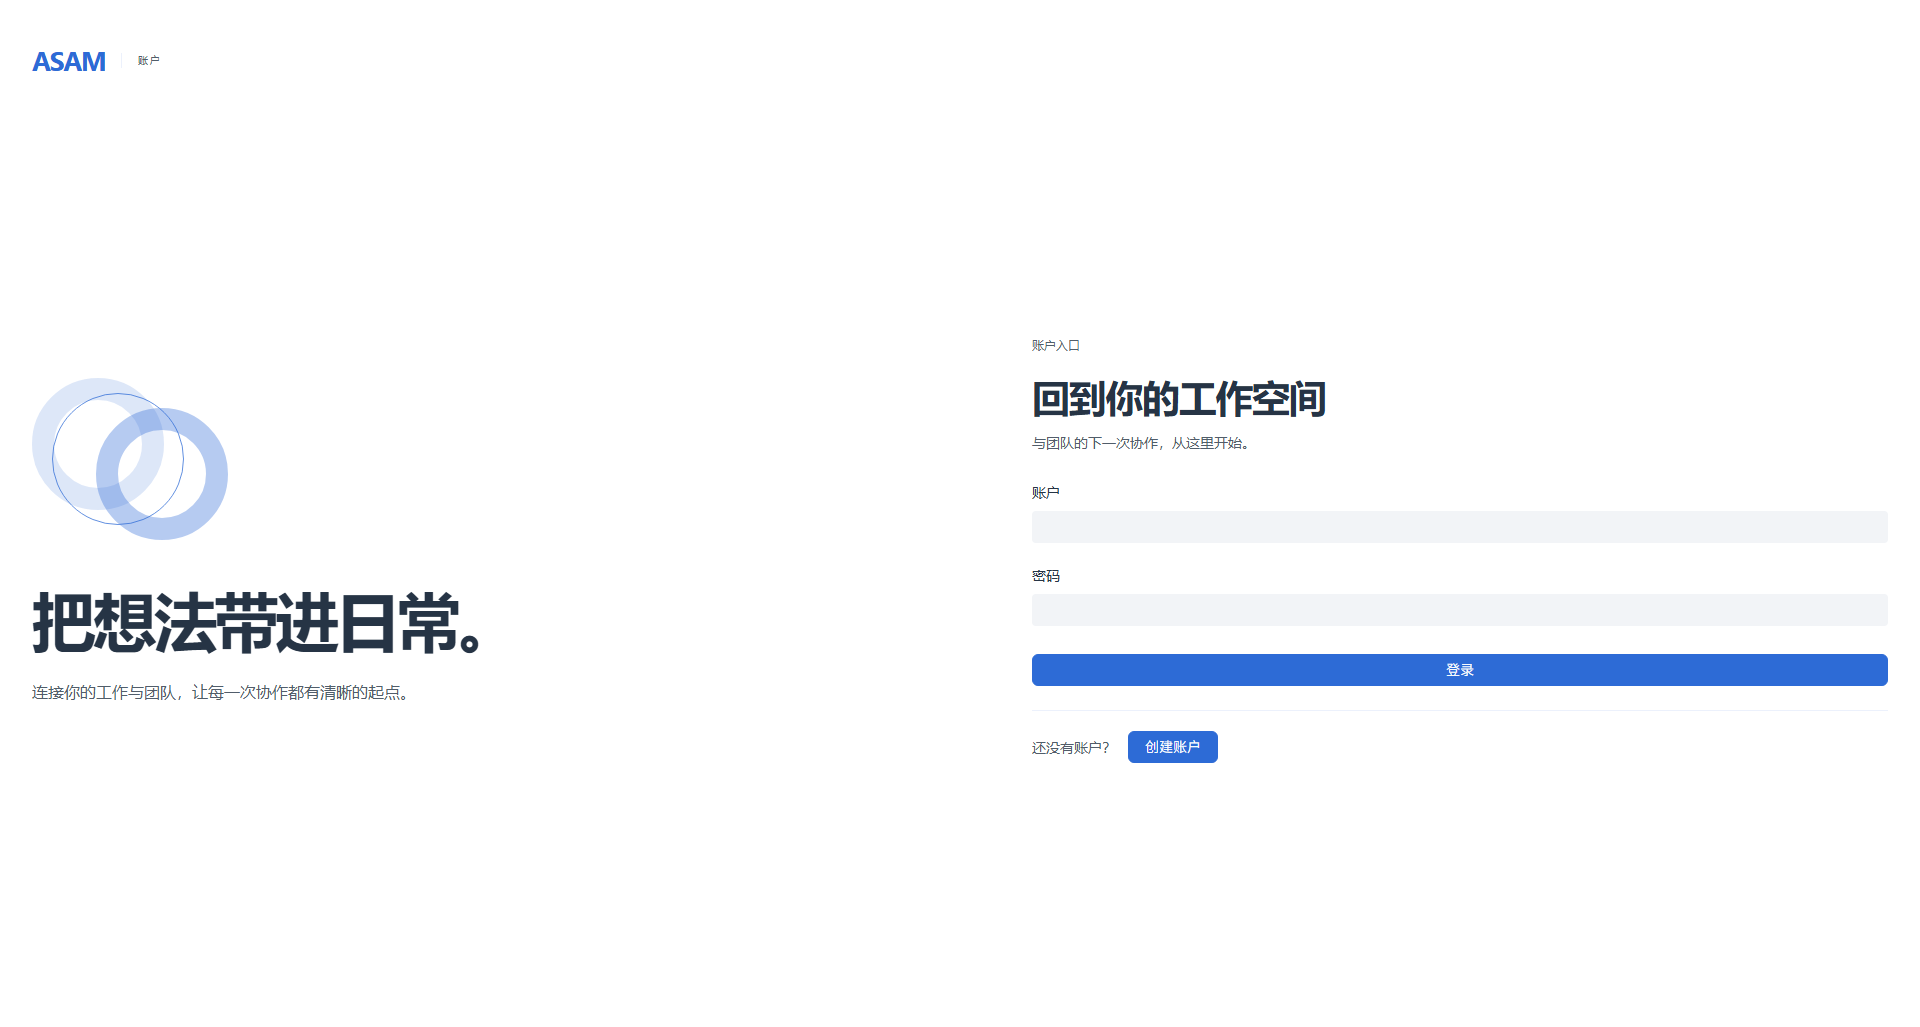 ASAM
账户
把想法带进日常。
连接你的工作与团队，让每一次协作都有清晰的起点。
账户入口
回到你的工作空间
与团队的下一次协作，从这里开始。
账户
密码
登录
还没有账户？
创建账户